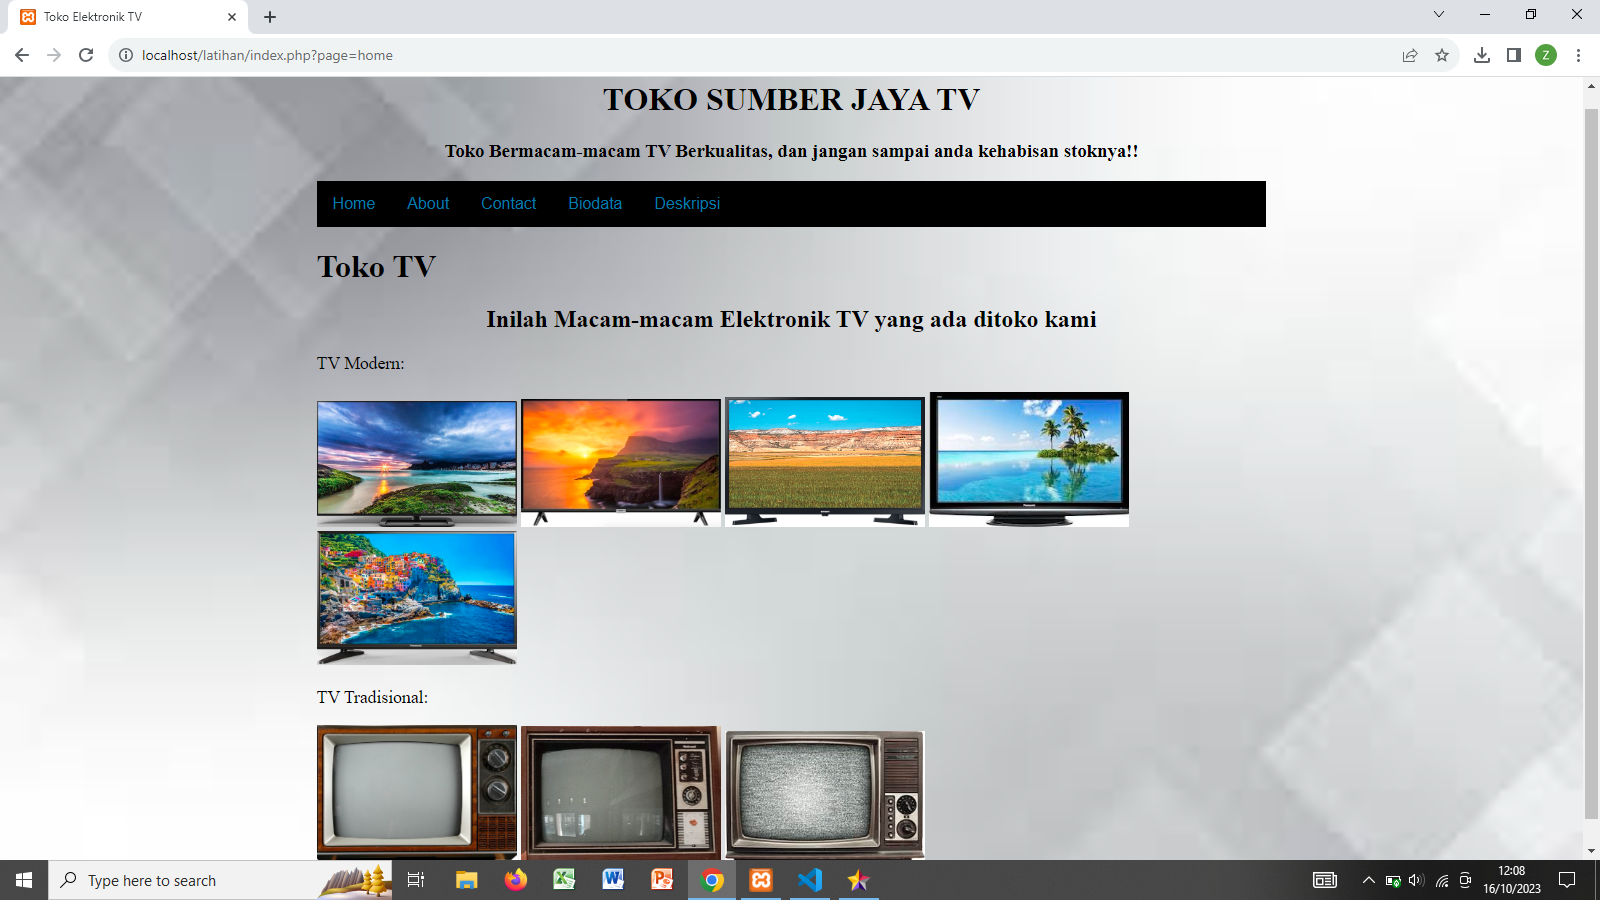 Toko Elektronik TV
localhost/latihan/index.php?page=home
Z
TOKO SUMBER JAYA TV
Toko Bermacam-macam TV Berkualitas, dan jangan sampai anda kehabisan stoknya!!
Home About Contact Biodata Deskripsi
Toko TV
Inilah Macam-macam Elektronik TV yang ada ditoko kami
TV Modern:
TV Tradisional:
Type here to search
12:08
16/10/2023